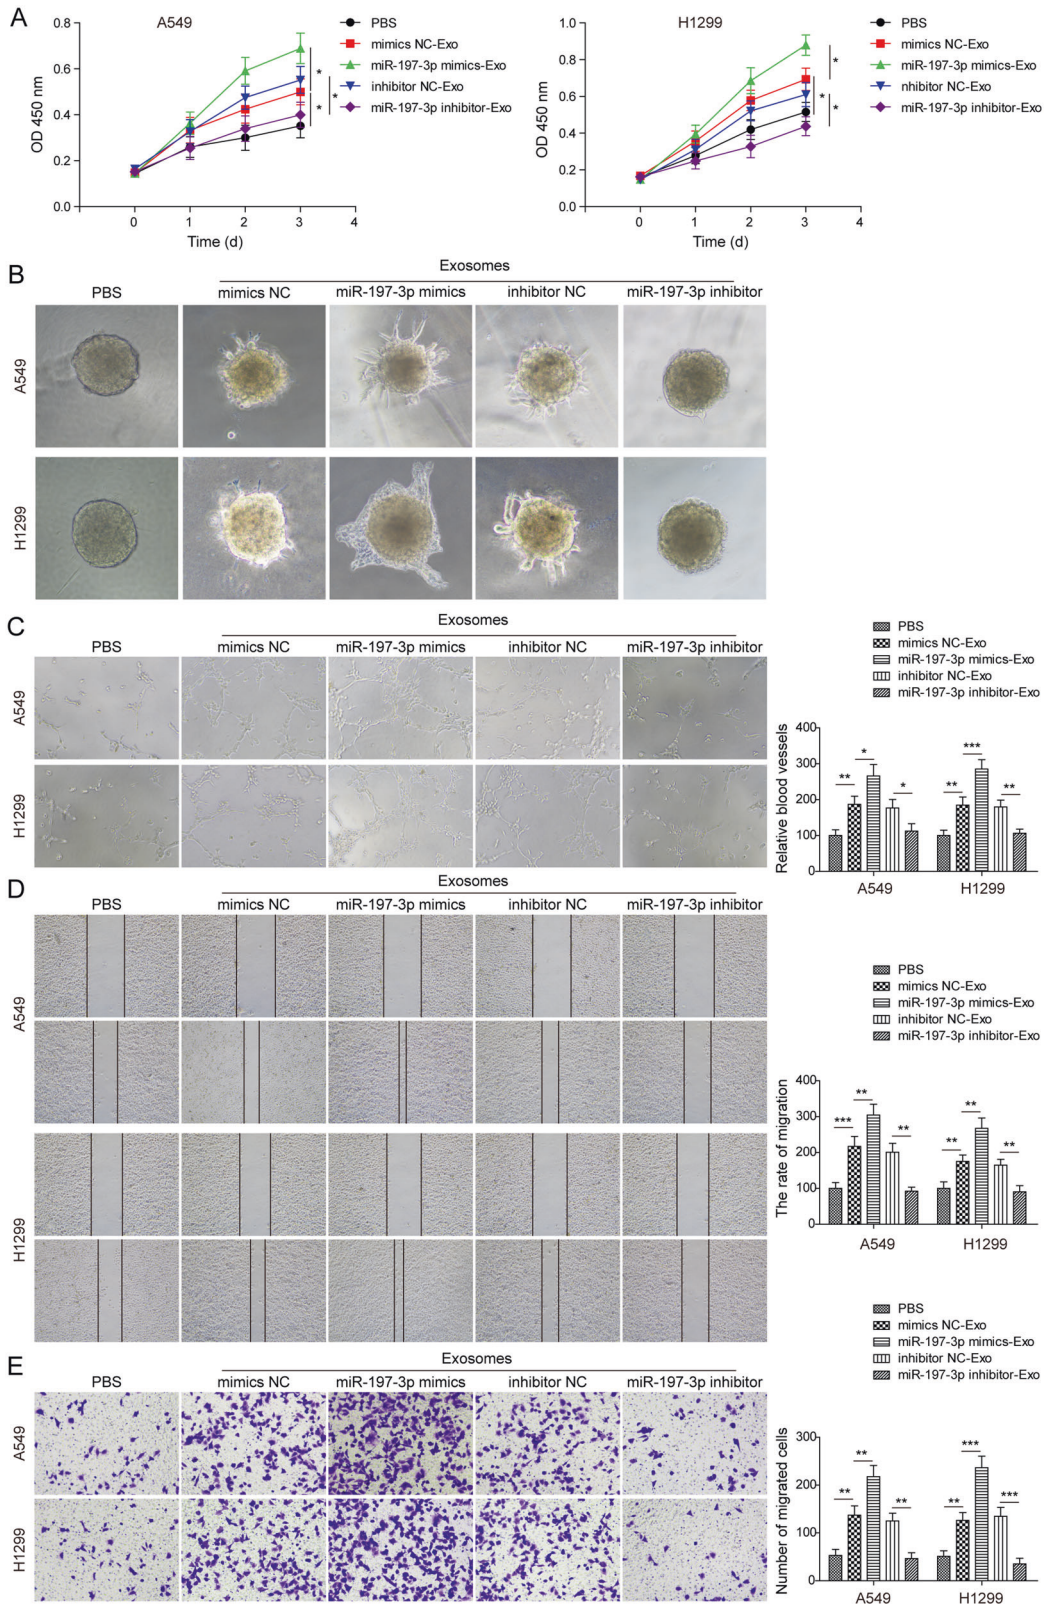 A
A549
OD 450 nm
0.8
0.6
0.4
0.2
0.0
0
1
2
3
4
Time (d)
PBS
mimics NC-Exo
miR-197-3p mimics-Exo
inhibitor NC-Exo
miR-197-3p inhibitor-Exo
*
*
*
H1299
OD 450 nm
1.0
0.8
0.6
0.4
0.2
0.0
0
1
2
3
4
Time (d)
PBS
mimics NC-Exo
miR-197-3p mimics-Exo
nhibitor NC-Exo
miR-197-3p inhibitor-Exo
*
*
*
B
Exosomes
PBS
mimics NC
miR-197-3p mimics
inhibitor NC
miR-197-3p inhibitor
A549
H1299
C
Exosomes
PBS
mimics NC
miR-197-3p mimics
inhibitor NC
miR-197-3p inhibitor
A549
H1299
PBS
mimics NC-Exo
miR-197-3p mimics-Exo
inhibitor NC-Exo
miR-197-3p inhibitor-Exo
Relative blood vessels
400
300
200
100
0
** * * ** *** **
A549
H1299
D
Exosomes
PBS
mimics NC
miR-197-3p mimics
inhibitor NC
miR-197-3p inhibitor
A549
H1299
PBS
mimics NC-Exo
miR-197-3p mimics-Exo
inhibitor NC-Exo
miR-197-3p inhibitor-Exo
The rate of migration
400
300
200
100
0
*** ** ** ** ** **
A549
H1299
E
Exosomes
PBS
mimics NC
miR-197-3p mimics
inhibitor NC
miR-197-3p inhibitor
A549
H1299
PBS
mimics NC-Exo
miR-197-3p mimics-Exo
inhibitor NC-Exo
miR-197-3p inhibitor-Exo
Number of migrated cells
300
200
100
0
** ** ** ** *** ***
A549
H1299